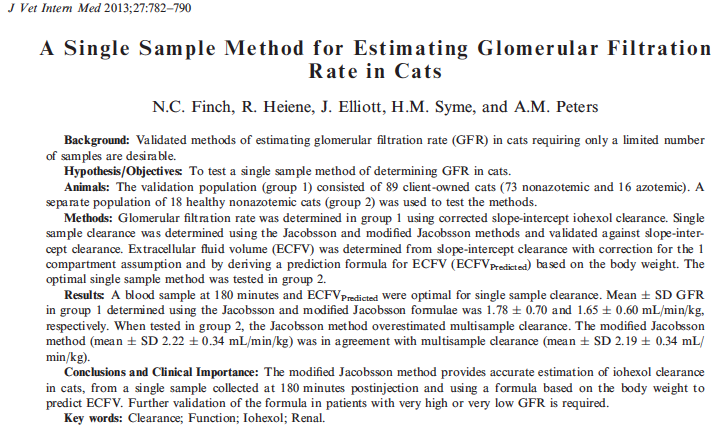 J Vet Intern Med 2013;27:782–790
A Single Sample Method for Estimating Glomerular Filtration
Rate in Cats
N.C. Finch, R. Heiene, J. Elliott, H.M. Syme, and A.M. Peters
Background: Validated methods of estimating glomerular filtration rate (GFR) in cats requiring only a limited number
of samples are desirable.
Hypothesis/Objectives: To test a single sample method of determining GFR in cats.
Animals: The validation population (group 1) consisted of 89 client-owned cats (73 nonazotemic and 16 azotemic). A
separate population of 18 healthy nonazotemic cats (group 2) was used to test the methods.
Methods: Glomerular filtration rate was determined in group 1 using corrected slope-intercept iohexol clearance. Single
sample clearance was determined using the Jacobsson and modified Jacobsson methods and validated against slope-inter-
cept clearance. Extracellular fluid volume (ECFV) was determined from slope-intercept clearance with correction for the 1
compartment assumption and by deriving a prediction formula for ECFV (ECFVPredicted) based on the body weight. The
optimal single sample method was tested in group 2.
Results: A blood sample at 180 minutes and ECFVPredicted were optimal for single sample clearance. Mean ± SD GFR
in group 1 determined using the Jacobsson and modified Jacobsson formulae was 1.78 ± 0.70 and 1.65 ± 0.60 mL/min/kg,
respectively. When tested in group 2, the Jacobsson method overestimated multisample clearance. The modified Jacobsson
method (mean ± SD 2.22 ± 0.34 mL/min/kg) was in agreement with multisample clearance (mean ± SD 2.19 ± 0.34 mL/
min/kg).
Conclusions and Clinical Importance: The modified Jacobsson method provides accurate estimation of iohexol clearance
in cats, from a single sample collected at 180 minutes postinjection and using a formula based on the body weight to
predict ECFV. Further validation of the formula in patients with very high or very low GFR is required.
Key words: Clearance; Function; Iohexol; Renal.